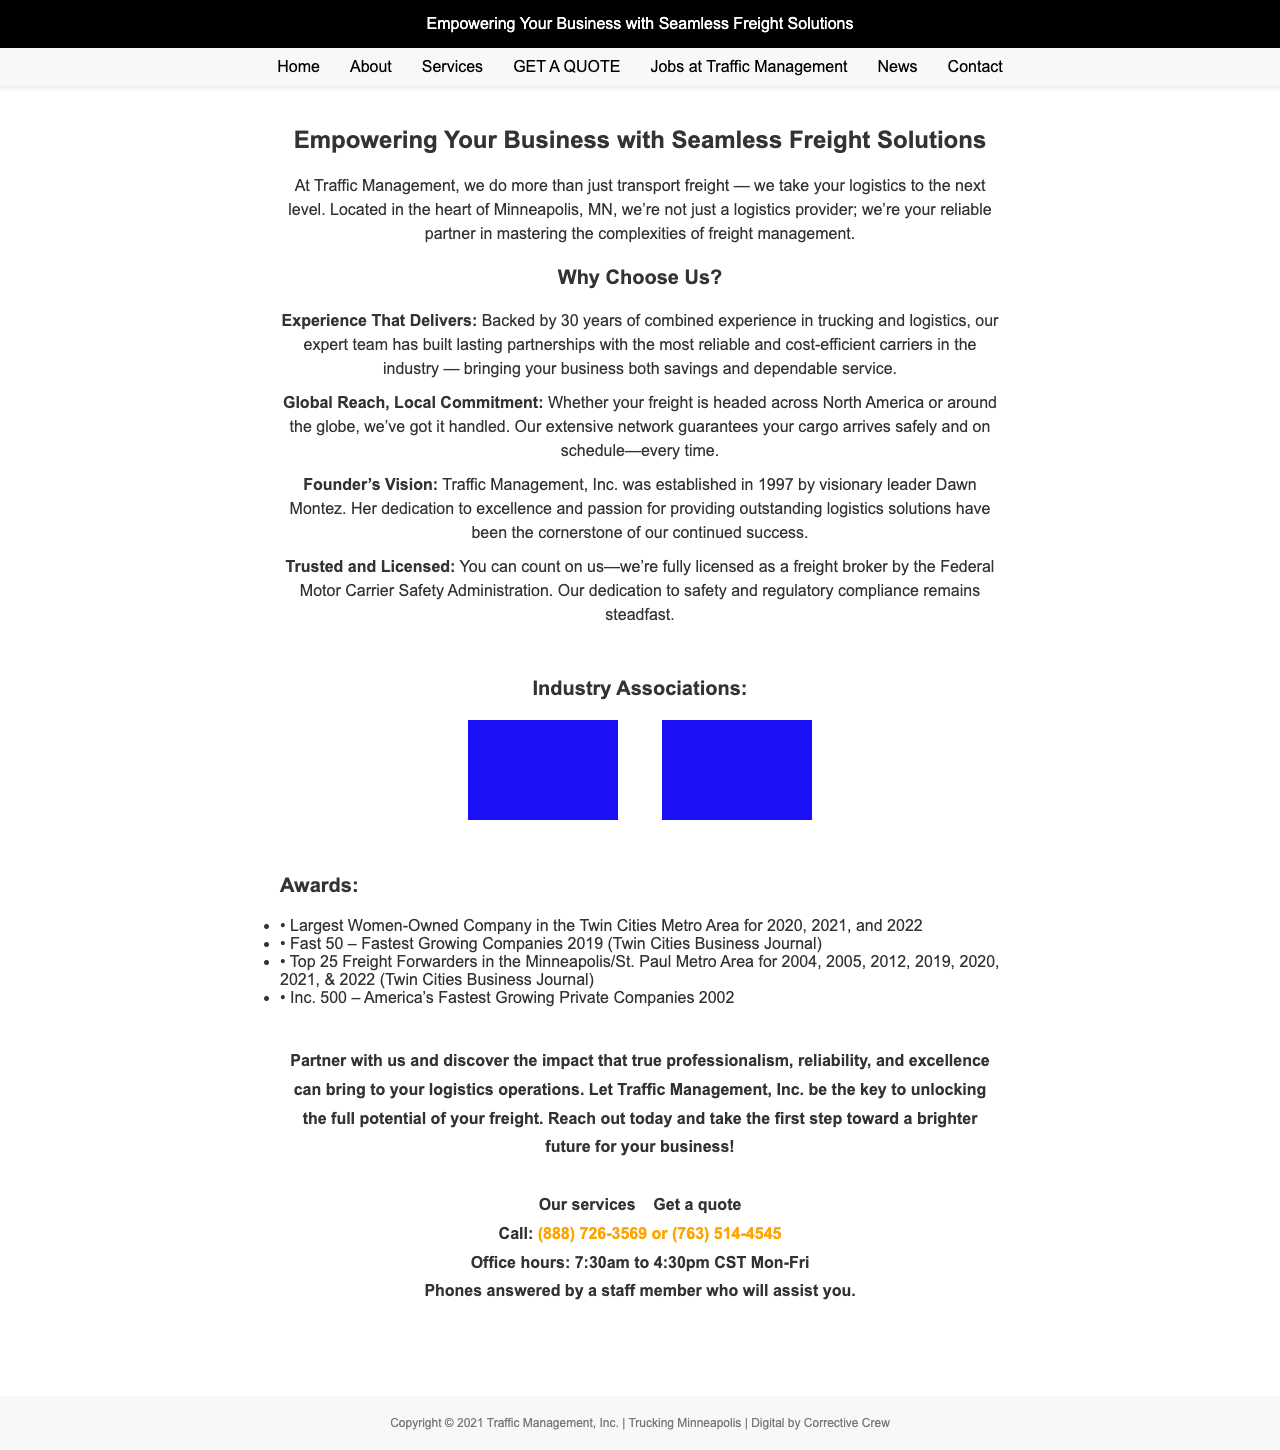 Empowering Your Business with Seamless Freight Solutions
Home About Services GET A QUOTE Jobs at Traffic Management News Contact
Empowering Your Business with Seamless Freight Solutions
At Traffic Management, we do more than just transport freight — we take your logistics to the next
level. Located in the heart of Minneapolis, MN, we’re not just a logistics provider; we’re your reliable
partner in mastering the complexities of freight management.
Why Choose Us?
Experience That Delivers: Backed by 30 years of combined experience in trucking and logistics, our
expert team has built lasting partnerships with the most reliable and cost-efficient carriers in the
industry — bringing your business both savings and dependable service.
Global Reach, Local Commitment: Whether your freight is headed across North America or around
the globe, we’ve got it handled. Our extensive network guarantees your cargo arrives safely and on
schedule—every time.
Founder’s Vision: Traffic Management, Inc. was established in 1997 by visionary leader Dawn
Montez. Her dedication to excellence and passion for providing outstanding logistics solutions have
been the cornerstone of our continued success.
Trusted and Licensed: You can count on us—we’re fully licensed as a freight broker by the Federal
Motor Carrier Safety Administration. Our dedication to safety and regulatory compliance remains
steadfast.
Industry Associations:
Awards:
• • Largest Women-Owned Company in the Twin Cities Metro Area for 2020, 2021, and 2022
• • Fast 50 – Fastest Growing Companies 2019 (Twin Cities Business Journal)
• • Top 25 Freight Forwarders in the Minneapolis/St. Paul Metro Area for 2004, 2005, 2012, 2019, 2020,
2021, & 2022 (Twin Cities Business Journal)
• • Inc. 500 – America’s Fastest Growing Private Companies 2002
Partner with us and discover the impact that true professionalism, reliability, and excellence
can bring to your logistics operations. Let Traffic Management, Inc. be the key to unlocking
the full potential of your freight. Reach out today and take the first step toward a brighter
future for your business!
Our services Get a quote
Call: (888) 726-3569 or (763) 514-4545
Office hours: 7:30am to 4:30pm CST Mon-Fri
Phones answered by a staff member who will assist you.
Copyright © 2021 Traffic Management, Inc. | Trucking Minneapolis | Digital by Corrective Crew